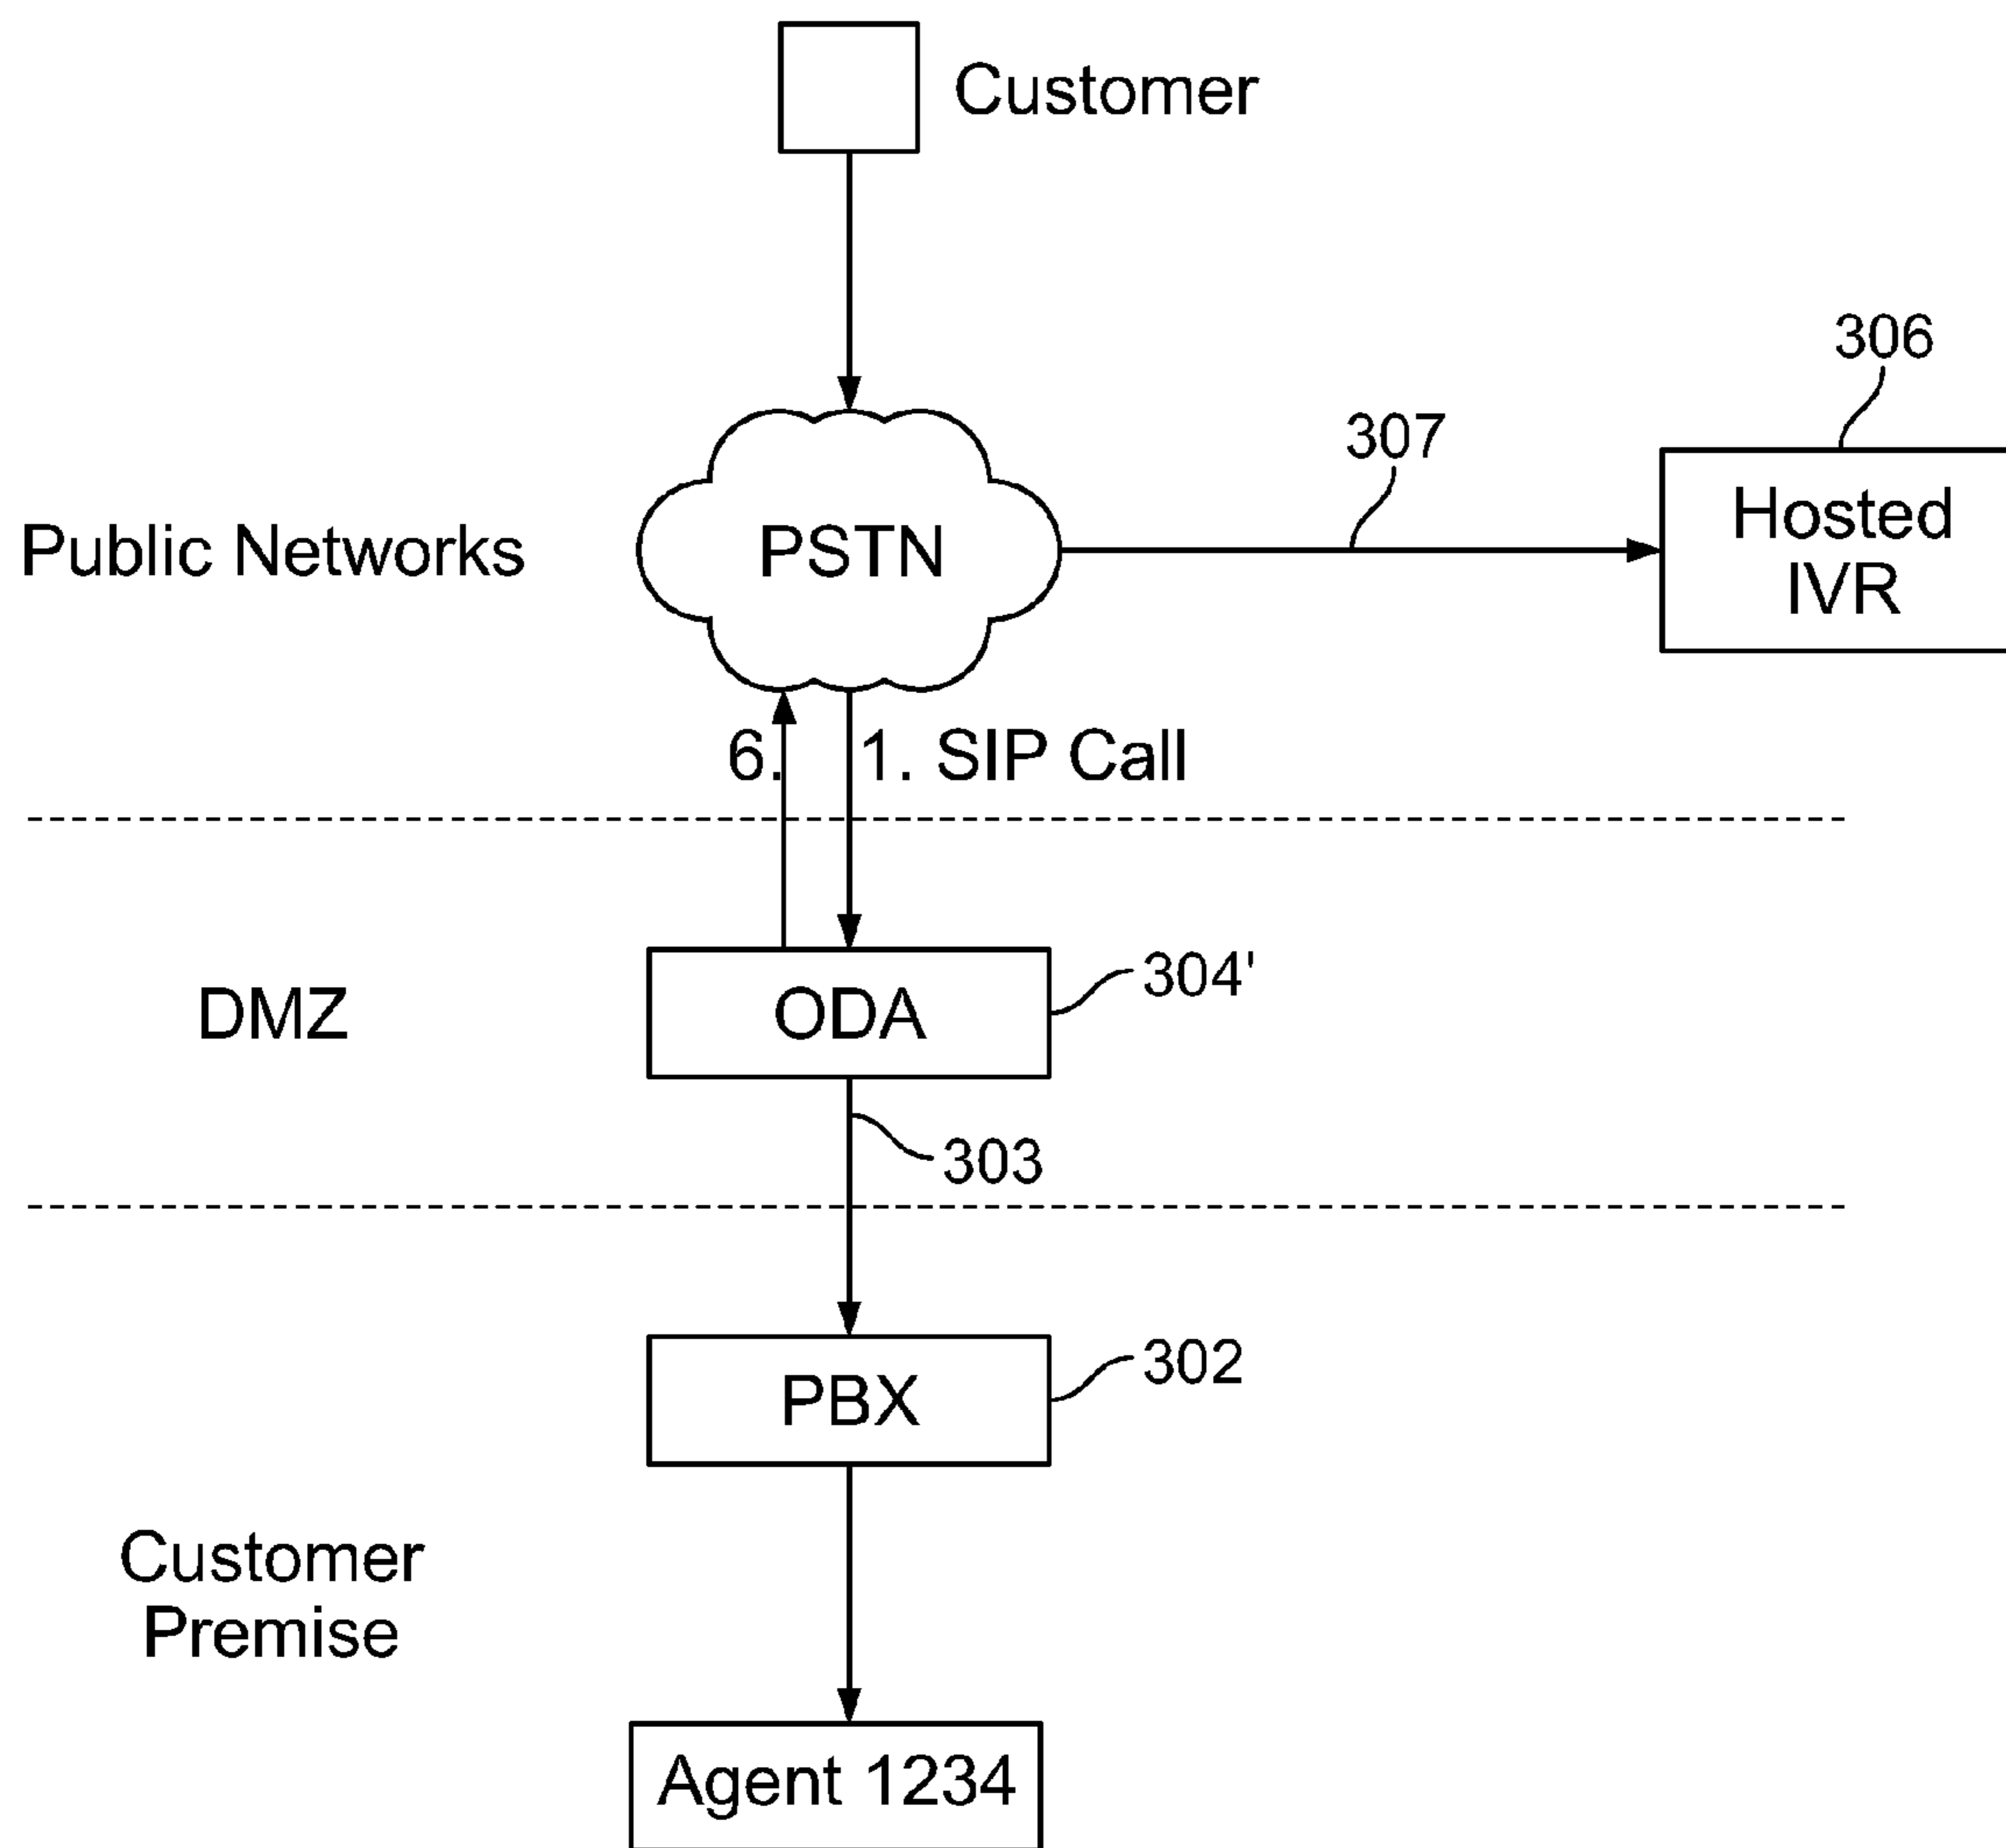 Customer
306
307
Hosted
IVR
Public Networks
PSTN
6.
1. SIP Call
304'
DMZ
ODA
303
302
PBX
Customer
Premise
Agent 1234